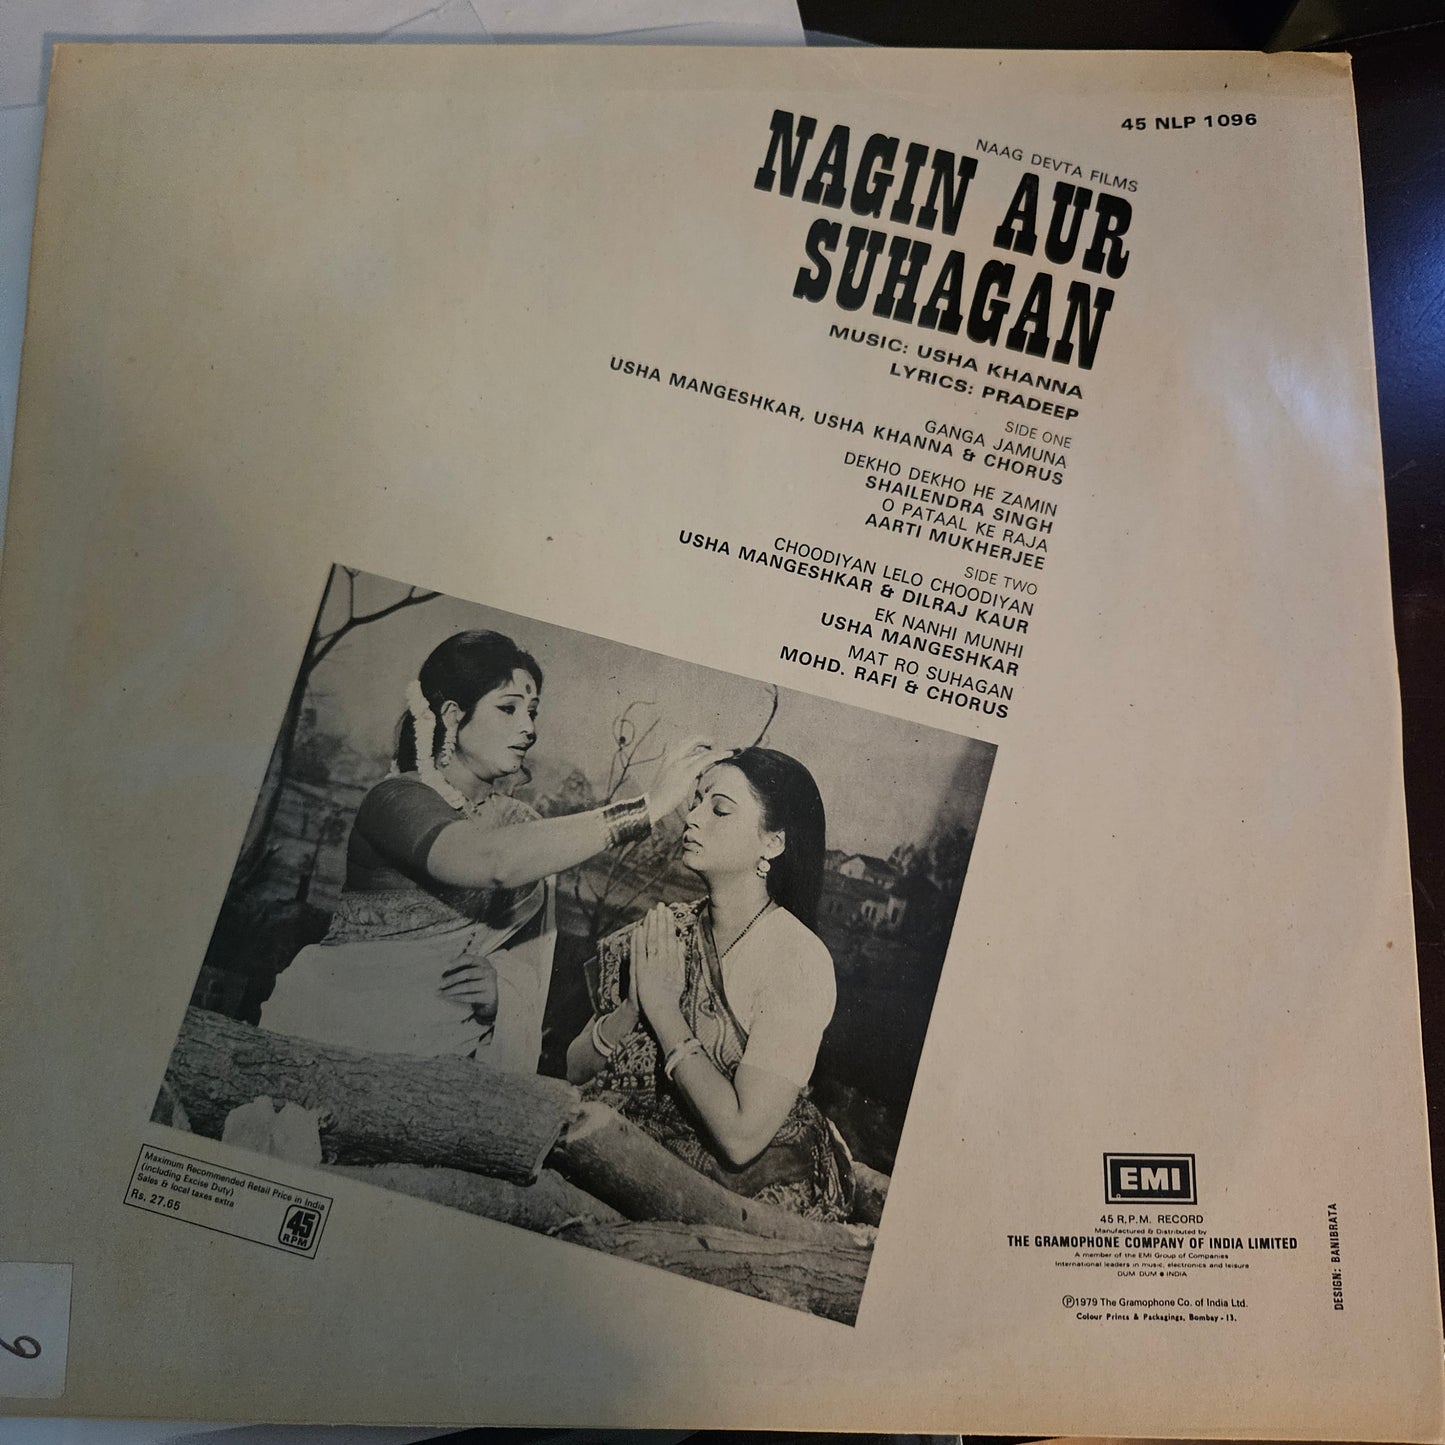 45 NLP 1096
NAAG DEVTA FILMS
NAGIN AUR
SUHAGAN
MUSIC: USHA KHANNA
LYRICS: PRADEEP
SIDE ONE
GANGA JAMUNA
USHA MANGESHKAR, USHA KHANNA & CHORUS
DEKHO DEKHO HE ZAMIN
SHAILENDRA SINGH
O PATAAL KE RAJA
AARTI MUKHERJEE
SIDE TWO
CHOODIYAN LELO CHOODIYAN
USHA MANGESHKAR & DILRAJ KAUR
EK NANHI MUNHI
USHA MANGESHKAR
MAT RO SUHAGAN
MOHD. RAFI & CHORUS
Maximum Recommended Retail Price in India
(including Excise Duty)
Sales & local taxes extra
Rs. 27.65
45
RPM
EMI
45 R.P.M. RECORD
Manufactured & Distributed by
THE GRAMOPHONE COMPANY OF INDIA LIMITED
A member of the EMI Group of Companies
International leaders in music, electronics and leisure
DUM DUM ● INDIA
Ⓟ1979 The Gramophone Co. of India Ltd.
Colour Prints & Packagings, Bombay - 13.
DESIGN: BANIBRATA
9